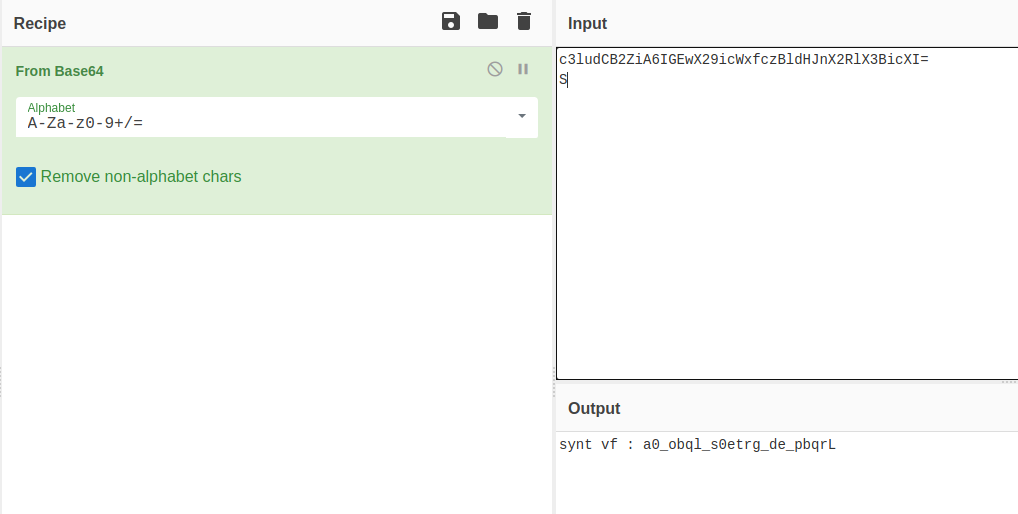 Recipe
From Base64
Alphabet
A-Za-z0-9+/=
Remove non-alphabet chars
Input
c3ludCB2ZiA6IGEwX29icWxfczBldHJnX2RlX3BicXI=
S
Output
synt vf : a0_obql_s0etrg_de_pbqrL